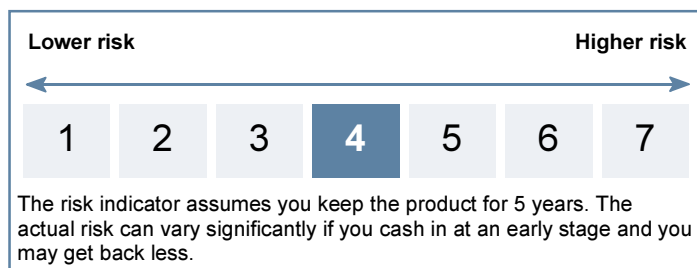 Lower risk Higher risk
1 2 3 4 5 6 7
The risk indicator assumes you keep the product for 5 years. The
actual risk can vary significantly if you cash in at an early stage and you
may get back less.